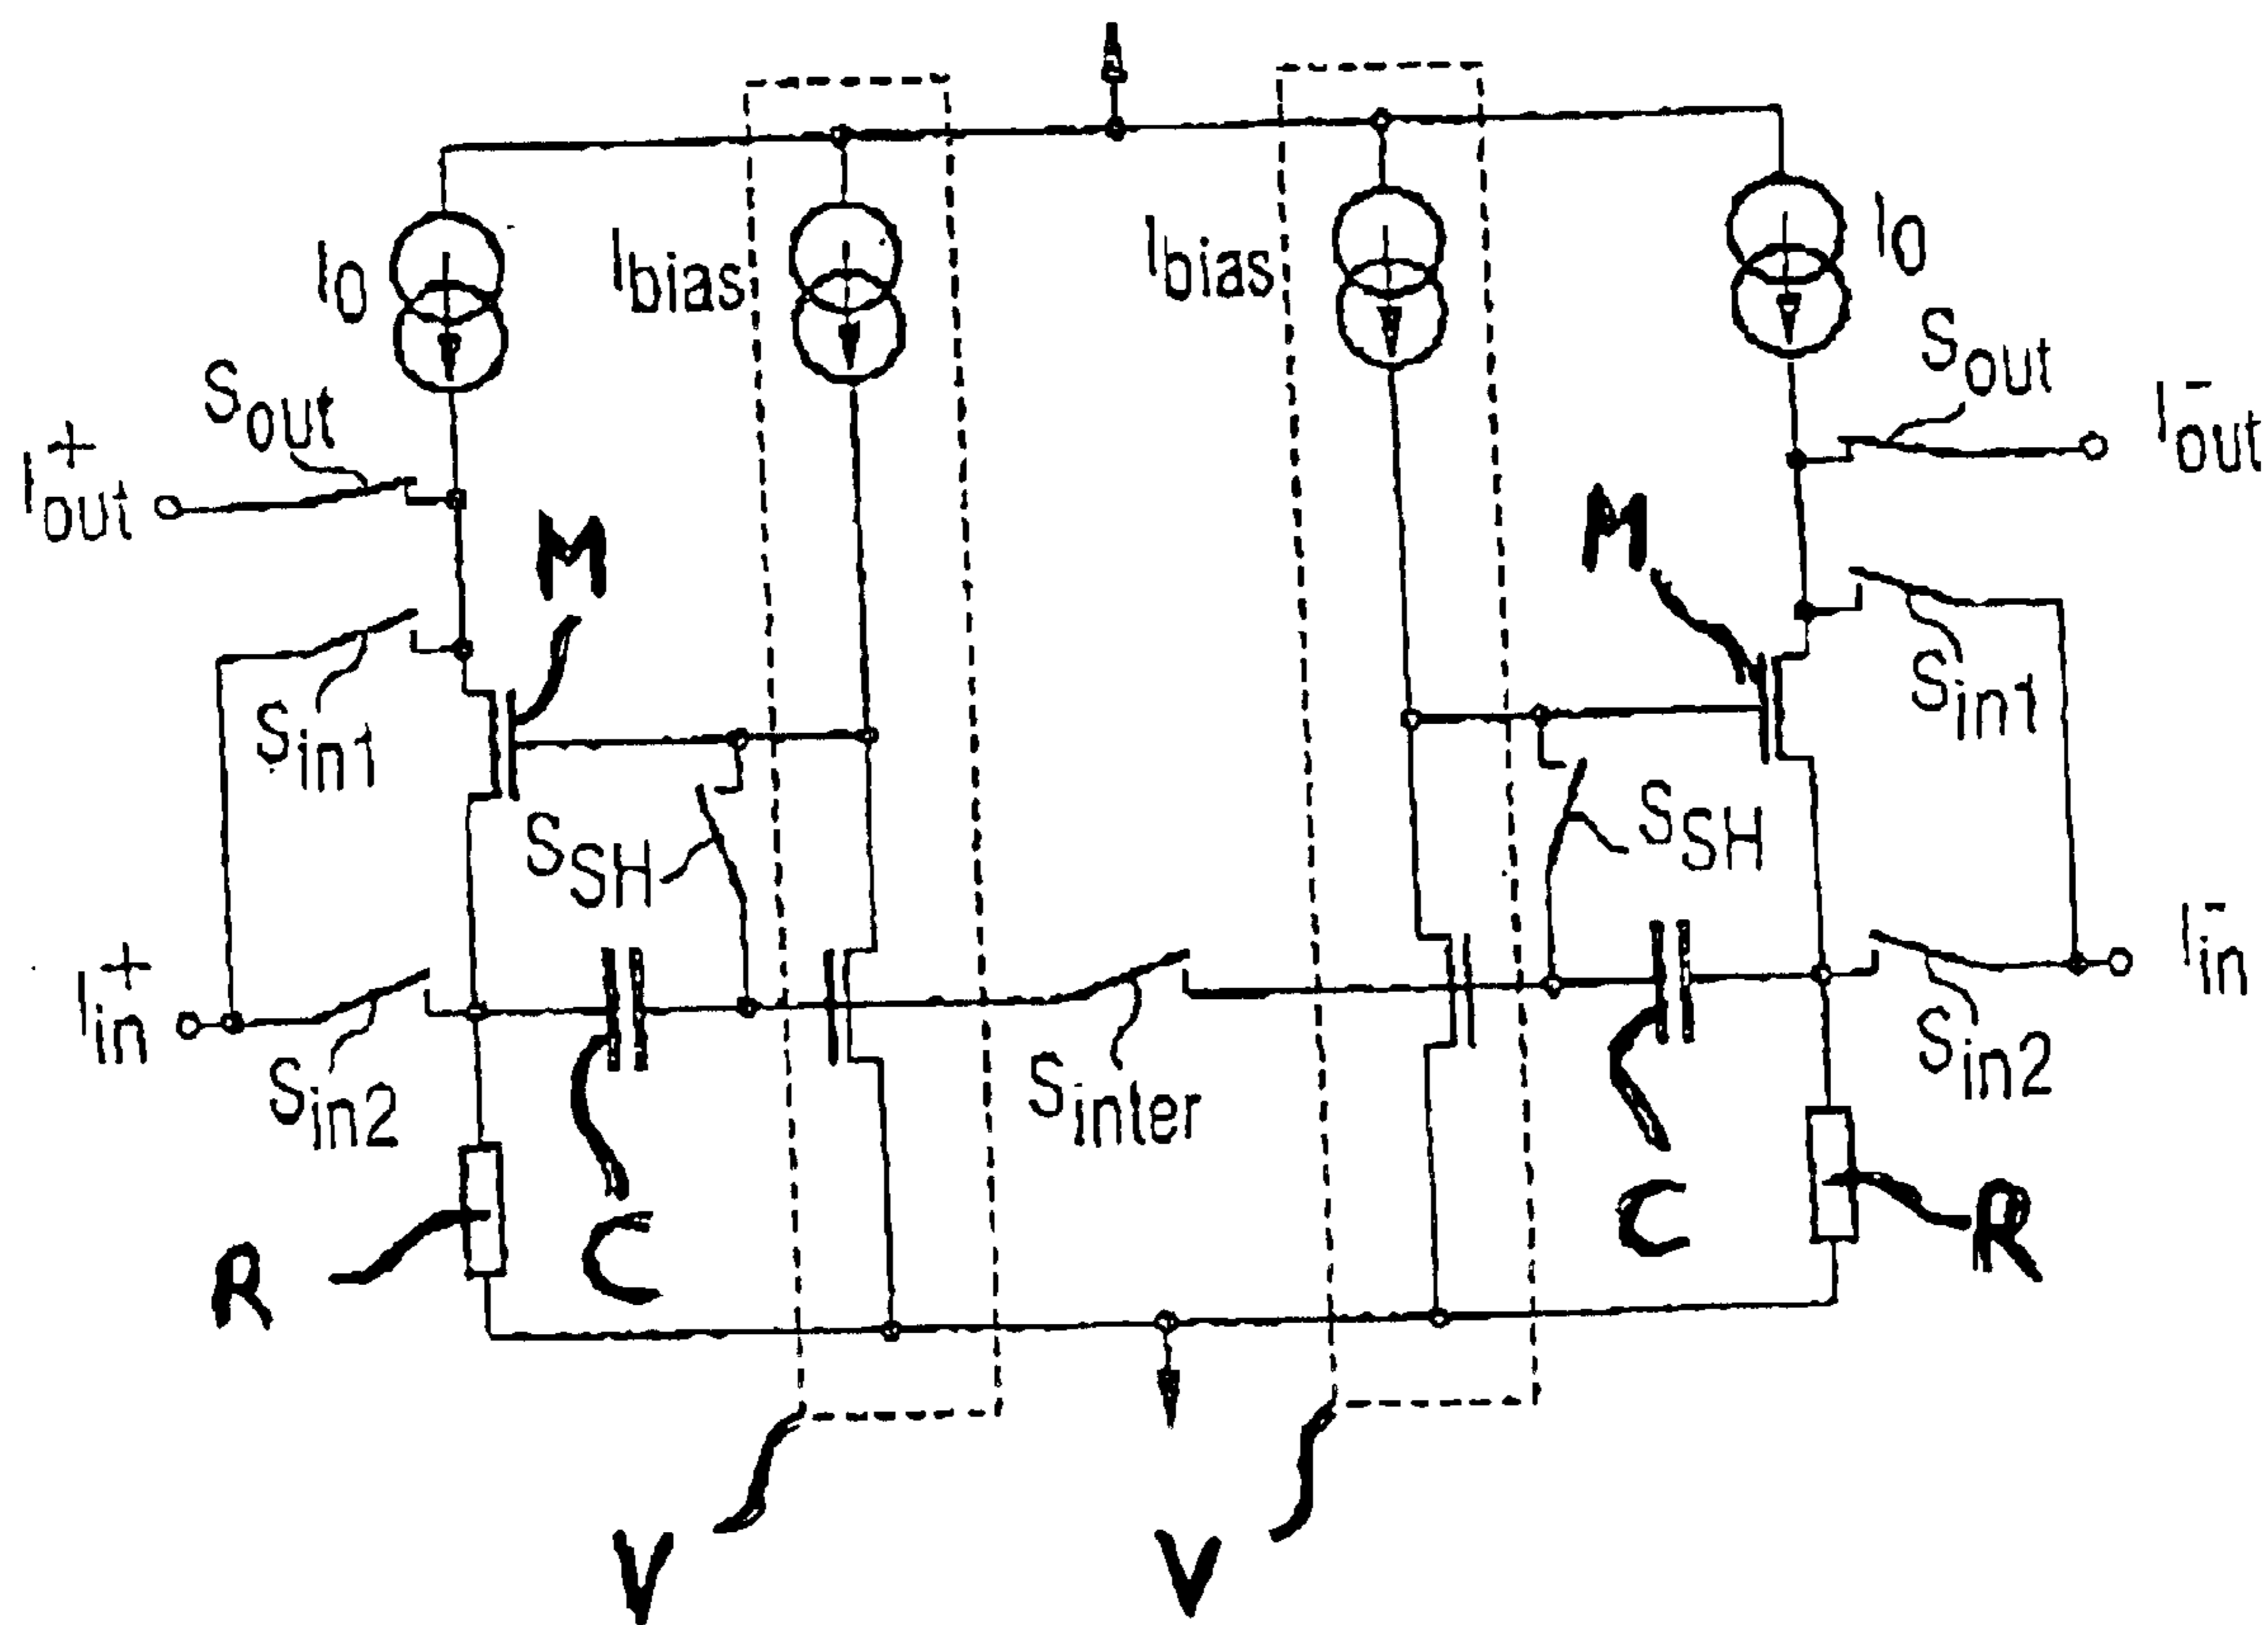 I0
Ibias
Ibias
I0
Sout
Sout
I+out
I-out
M
M
Sin1
Sin1
SSH
SSH
I+in
I-in
Sin2
Sinter
Sin2
R
C
C
R
V
V